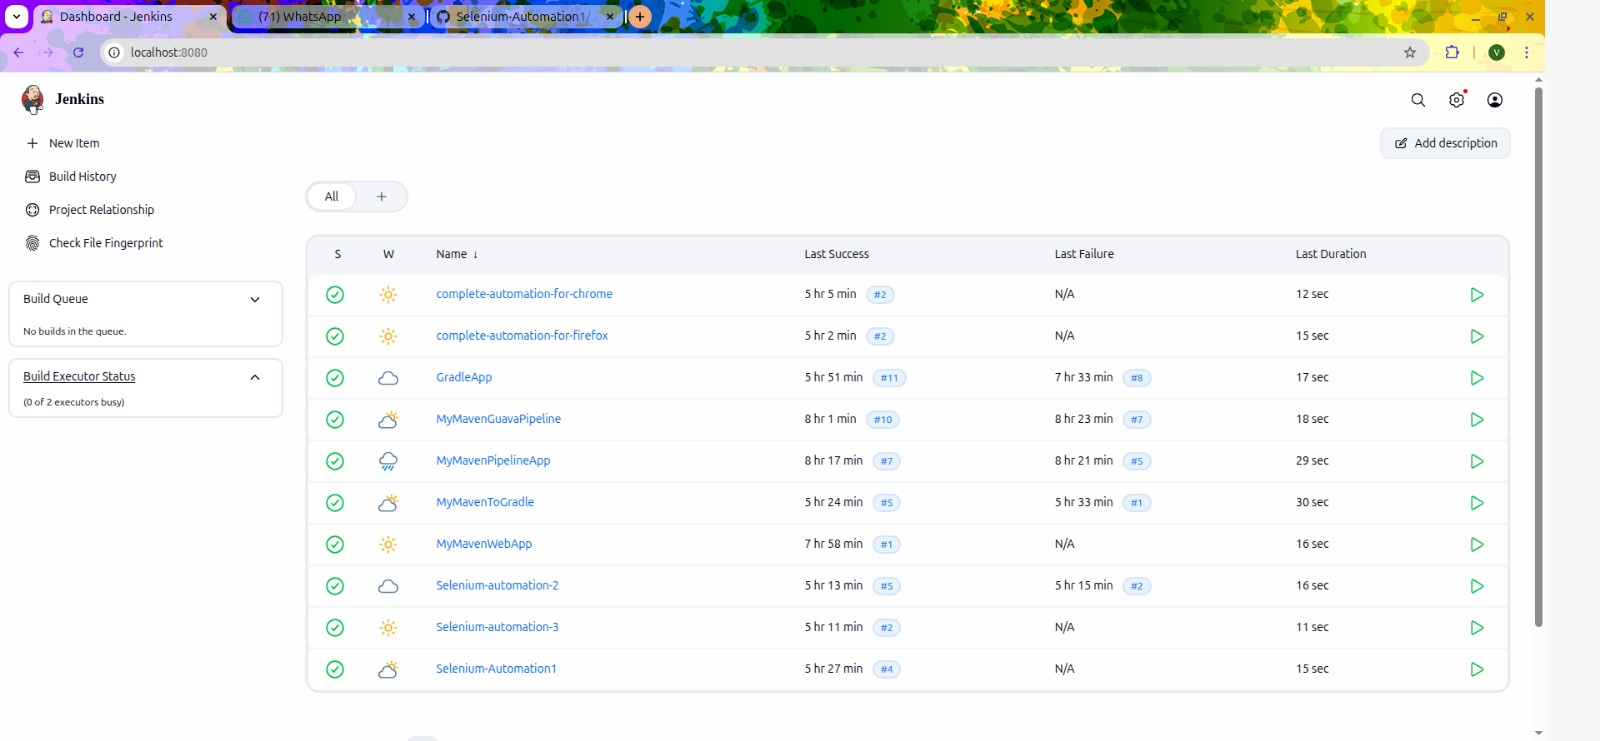 Dashboard - Jenkins
(71) WhatsApp
Selenium-Automation1/
localhost:8080
V
Jenkins
New Item
Build History
Project Relationship
Check File Fingerprint
Add description
All
Build Queue
No builds in the queue.
Build Executor Status
(0 of 2 executors busy)
S W Name ↓ Last Success Last Failure Last Duration
complete-automation-for-chrome 5 hr 5 min #2 N/A 12 sec
complete-automation-for-firefox 5 hr 2 min #2 N/A 15 sec
GradleApp 5 hr 51 min #11 7 hr 33 min #8 17 sec
MyMavenGuavaPipeline 8 hr 1 min #10 8 hr 23 min #7 18 sec
MyMavenPipelineApp 8 hr 17 min #7 8 hr 21 min #5 29 sec
MyMavenToGradle 5 hr 24 min #5 5 hr 33 min #1 30 sec
MyMavenWebApp 7 hr 58 min #1 N/A 16 sec
Selenium-automation-2 5 hr 13 min #5 5 hr 15 min #2 16 sec
Selenium-automation-3 5 hr 11 min #2 N/A 11 sec
Selenium-Automation1 5 hr 27 min #4 N/A 15 sec